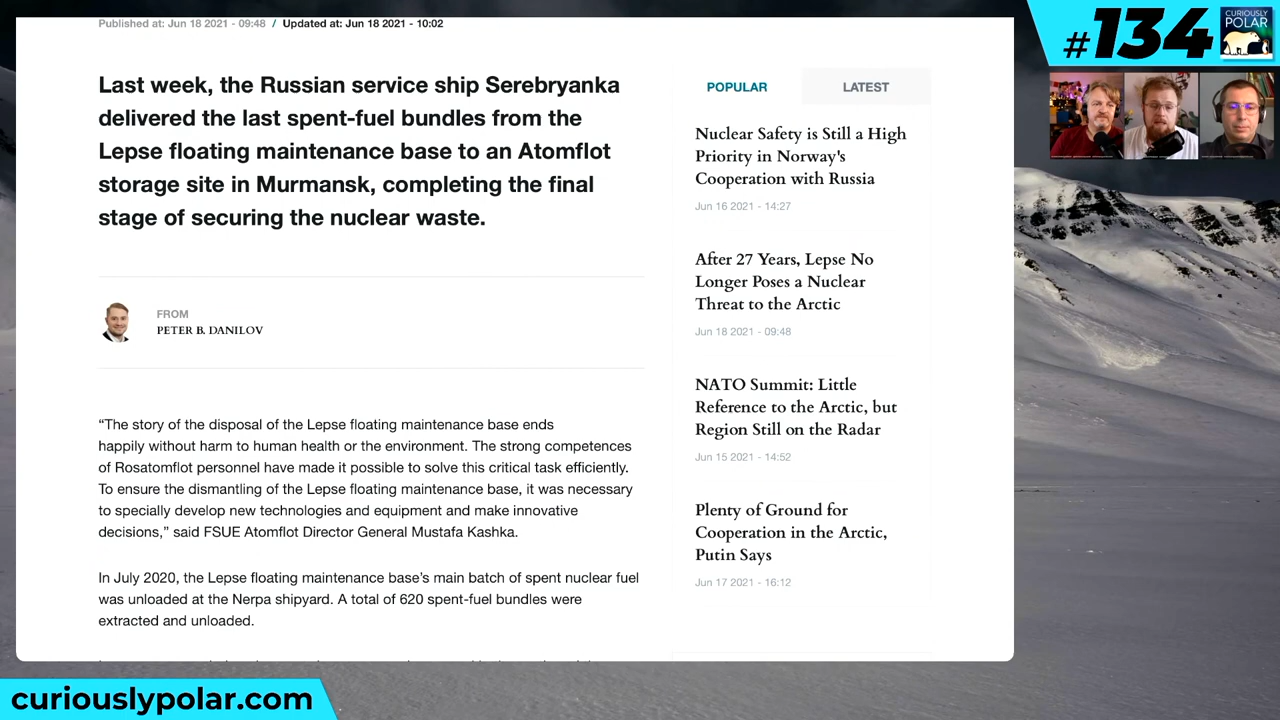 Published at: Jun 18 2021 - 09:48 / Updated at: Jun 18 2021 - 10:02
Last week, the Russian service ship Serebryanka
delivered the last spent-fuel bundles from the
Lepse floating maintenance base to an Atomflot
storage site in Murmansk, completing the final
stage of securing the nuclear waste.
FROM
PETER B. DANILOV
“The story of the disposal of the Lepse floating maintenance base ends
happily without harm to human health or the environment. The strong competences
of Rosatomflot personnel have made it possible to solve this critical task efficiently.
To ensure the dismantling of the Lepse floating maintenance base, it was necessary
to specially develop new technologies and equipment and make innovative
decisions,” said FSUE Atomflot Director General Mustafa Kashka.
In July 2020, the Lepse floating maintenance base’s main batch of spent nuclear fuel
was unloaded at the Nerpa shipyard. A total of 620 spent-fuel bundles were
extracted and unloaded.
POPULAR
LATEST
Nuclear Safety is Still a High
Priority in Norway's
Cooperation with Russia
Jun 16 2021 - 14:27
After 27 Years, Lepse No
Longer Poses a Nuclear
Threat to the Arctic
Jun 18 2021 - 09:48
NATO Summit: Little
Reference to the Arctic, but
Region Still on the Radar
Jun 15 2021 - 14:52
Plenty of Ground for
Cooperation in the Arctic,
Putin Says
Jun 17 2021 - 16:12
#134
CURIOUSLY
POLAR
curiouslypolar.com